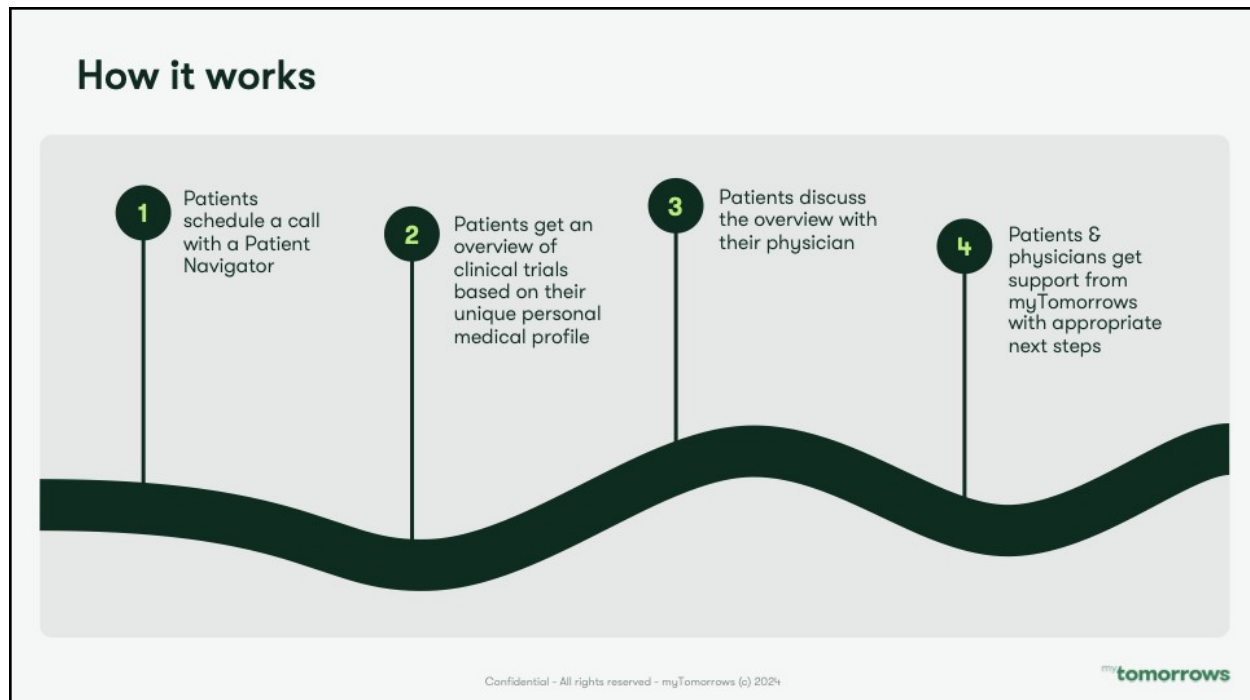 How it works
1
Patients
schedule a call
with a Patient
Navigator
2
Patients get an
overview of
clinical trials
based on their
unique personal
medical profile
3
Patients discuss
the overview with
their physician
4
Patients &
physicians get
support from
myTomorrows
with appropriate
next steps
Confidential - All rights reserved - myTomorrows (c) 2024
mytomorrows